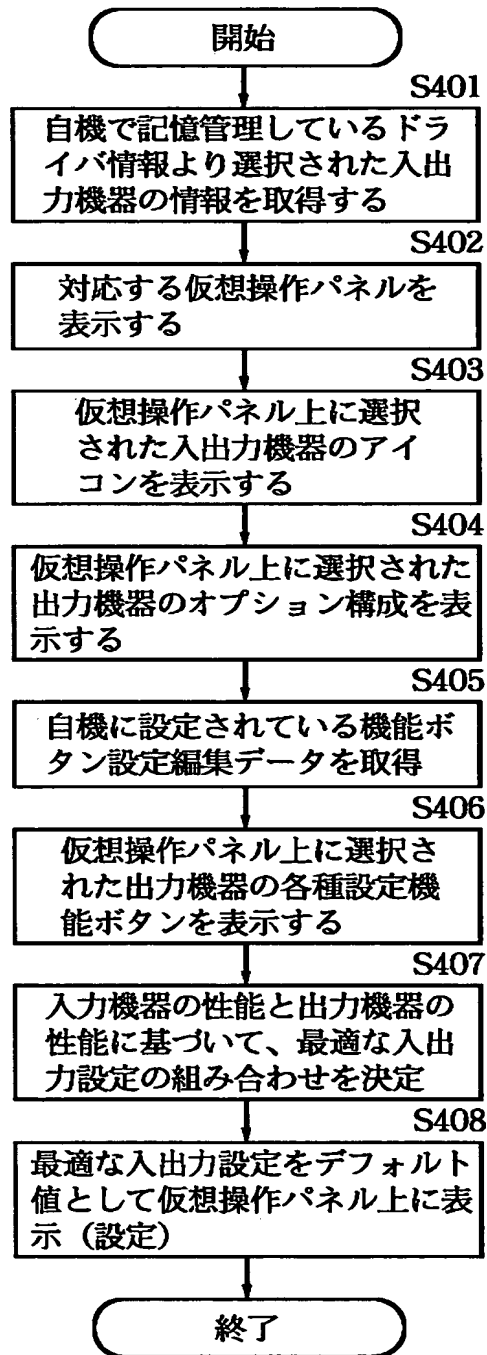 開始
S401
自機で記憶管理しているドラ
イバ情報より選択された入出
力機器の情報を取得する
S402
対応する仮想操作パネルを
表示する
S403
仮想操作パネル上に選択
された入出力機器のアイ
コンを表示する
S404
仮想操作パネル上に選択された
出力機器のオプション構成を表
示する
S405
自機に設定されている機能ボ
タン設定編集データを取得
S406
仮想操作パネル上に選択さ
れた出力機器の各種設定機
能ボタンを表示する
S407
入力機器の性能と出力機器の
性能に基づいて、最適な入出
力設定の組み合わせを決定
S408
最適な入出力設定をデフォルト
値として仮想操作パネル上に表
示（設定）
終了